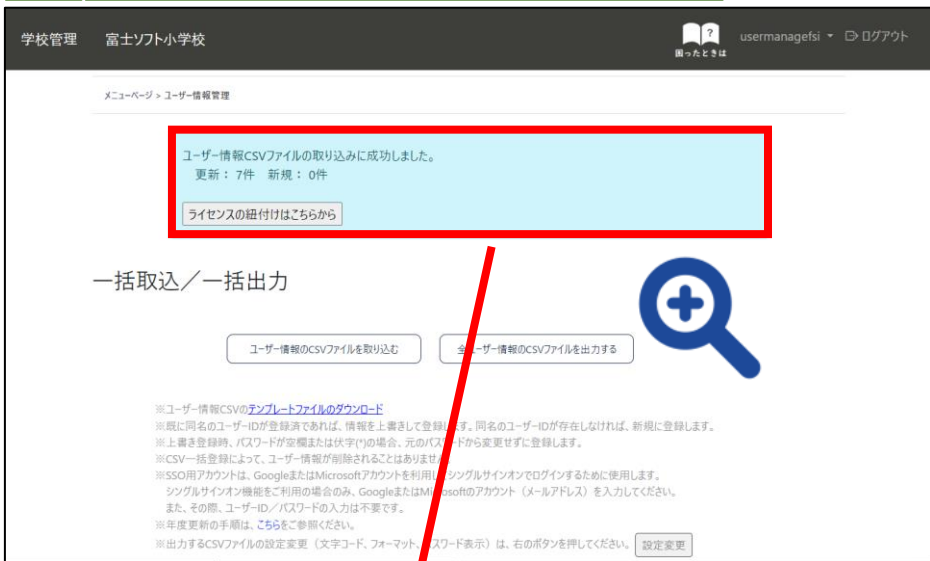 学校管理 富士ソフト小学校 ? 困ったときは usermanagefsi ログアウト
メニューページ > ユーザー情報管理
ユーザー情報CSVファイルの取り込みに成功しました。
更新： 7件 新規： 0件
ライセンスの紐付けはこちらから
一括取込／一括出力
ユーザー情報のCSVファイルを取り込む 全ユーザー情報のCSVファイルを出力する
※ユーザー情報CSVのテンプレートファイルのダウンロード
※既に同名のユーザーIDが登録済であれば、情報を上書きして登録します。同名のユーザーIDが存在しなければ、新規に登録します。
※上書き登録時、パスワードが空欄または伏字(*)の場合、元のパスワードから変更せずに登録します。
※CSV一括登録によって、ユーザー情報が削除されることはありません
※SSO用アカウントは、GoogleまたはMicrosoftアカウントを利用しシングルサインオンでログインするために使用します。
シングルサインオン機能をご利用の場合のみ、GoogleまたはMicrosoftのアカウント（メールアドレス）を入力してください。
また、その際、ユーザーID／パスワードの入力は不要です。
※年度更新の手順は、こちらをご参照ください。
※出力するCSVファイルの設定変更（文字コード、フォーマット、パスワード表示）は、右のボタンを押してください。 設定変更